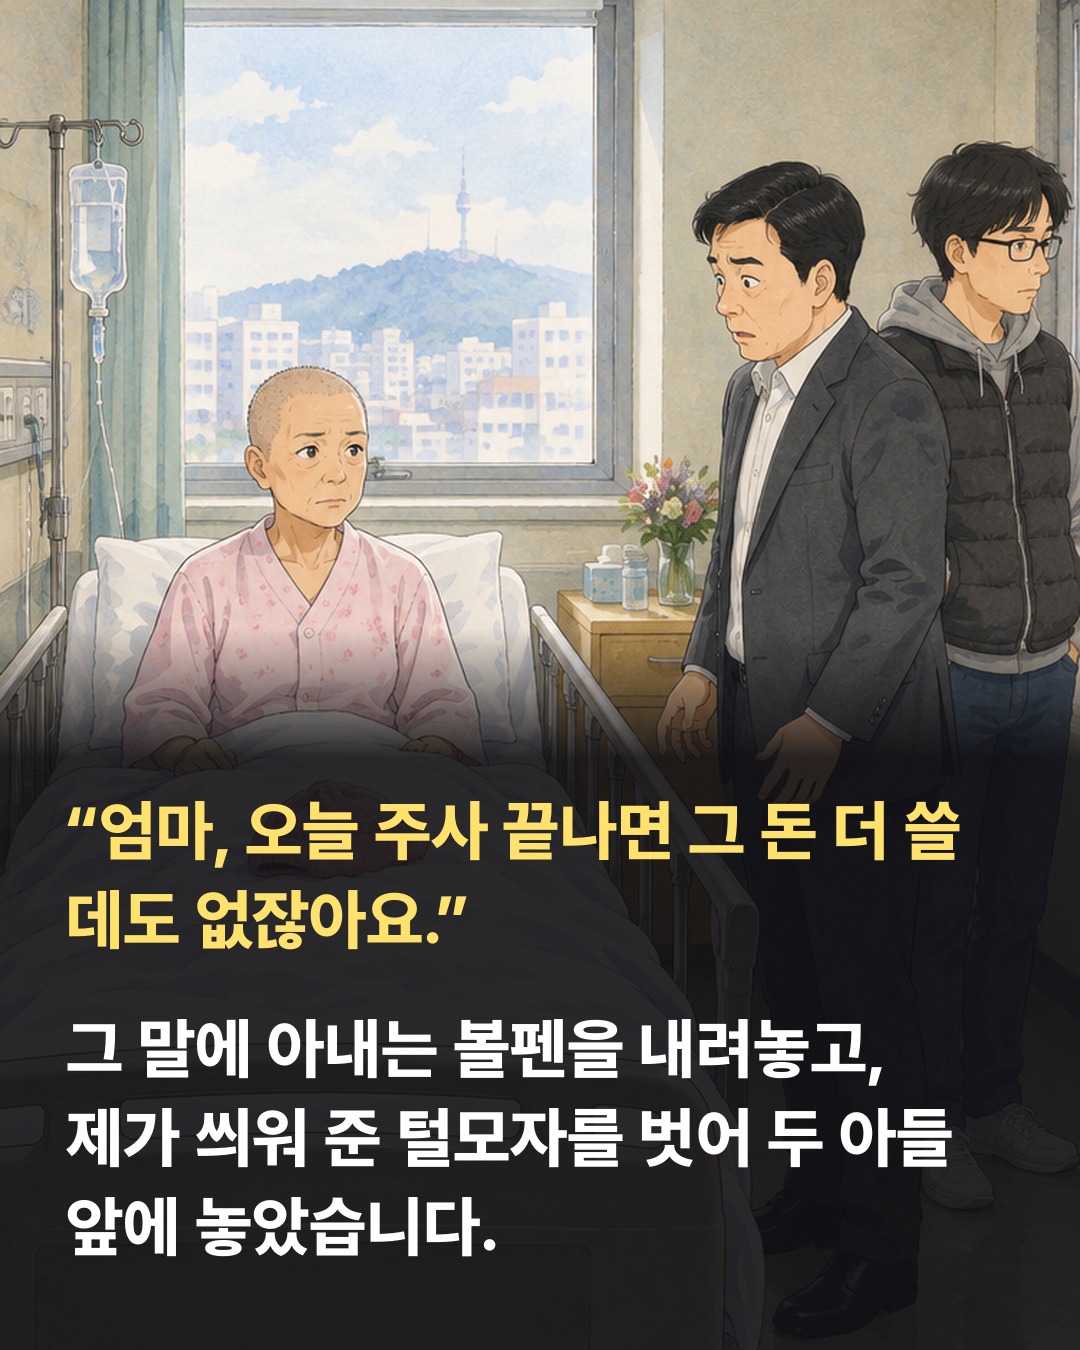 “엄마, 오늘 주사 끝나면 그 돈 더 쓸
데도 없잖아요.”
그 말에 아내는 볼펜을 내려놓고,
제가 씌워 준 털모자를 벗어 두 아들
앞에 놓았습니다.